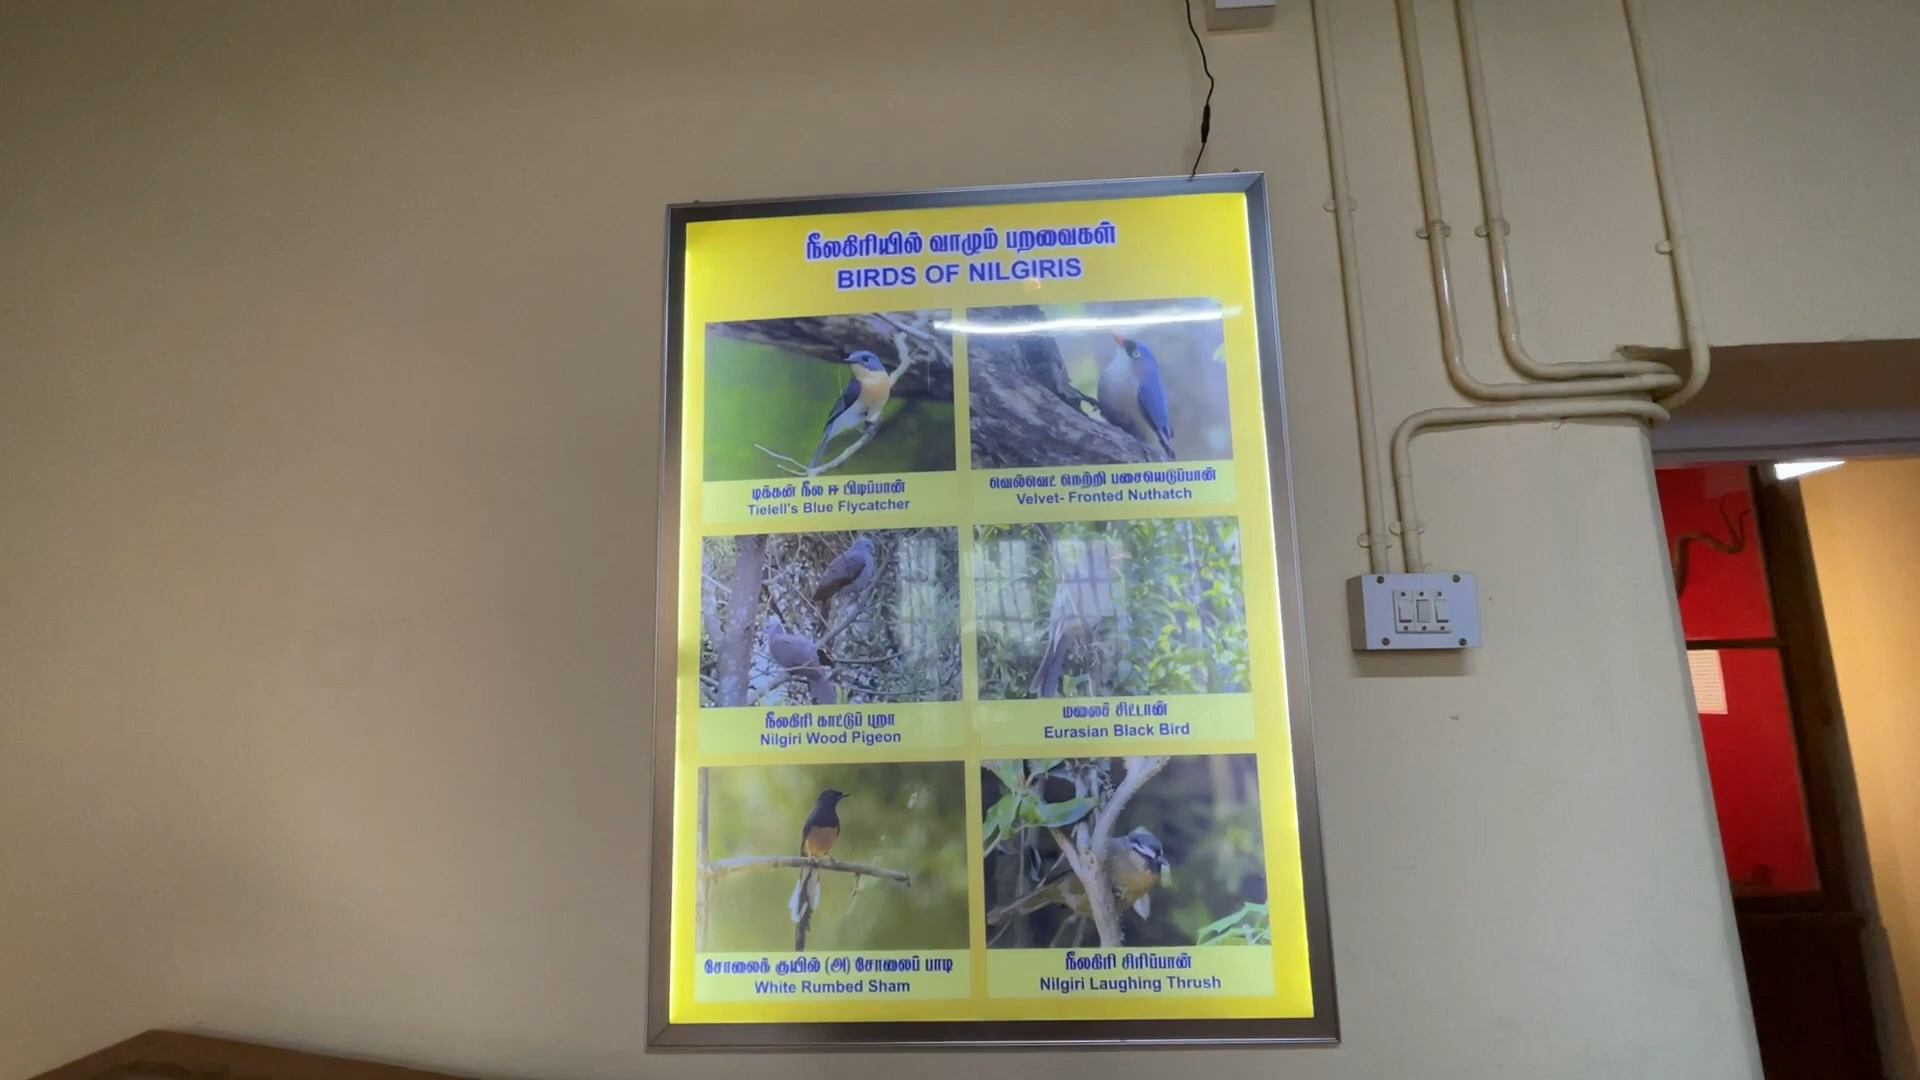 நீலகிரியில் வாழும் பறவைகள்
BIRDS OF NILGIRIS
டிக்கன் நீல ஈ பிடிப்பான்
Tielell's Blue Flycatcher
வெல்வெட் நெற்றி பசையெடுப்பான்
Velvet- Fronted Nuthatch
நீலகிரி காட்டுப் புறா
Nilgiri Wood Pigeon
மலைச் சிட்டான்
Eurasian Black Bird
சோலைக் குயில் (அ) சோலைப் பாடி
White Rumbed Sham
நீலகிரி சிரிப்பான்
Nilgiri Laughing Thrush